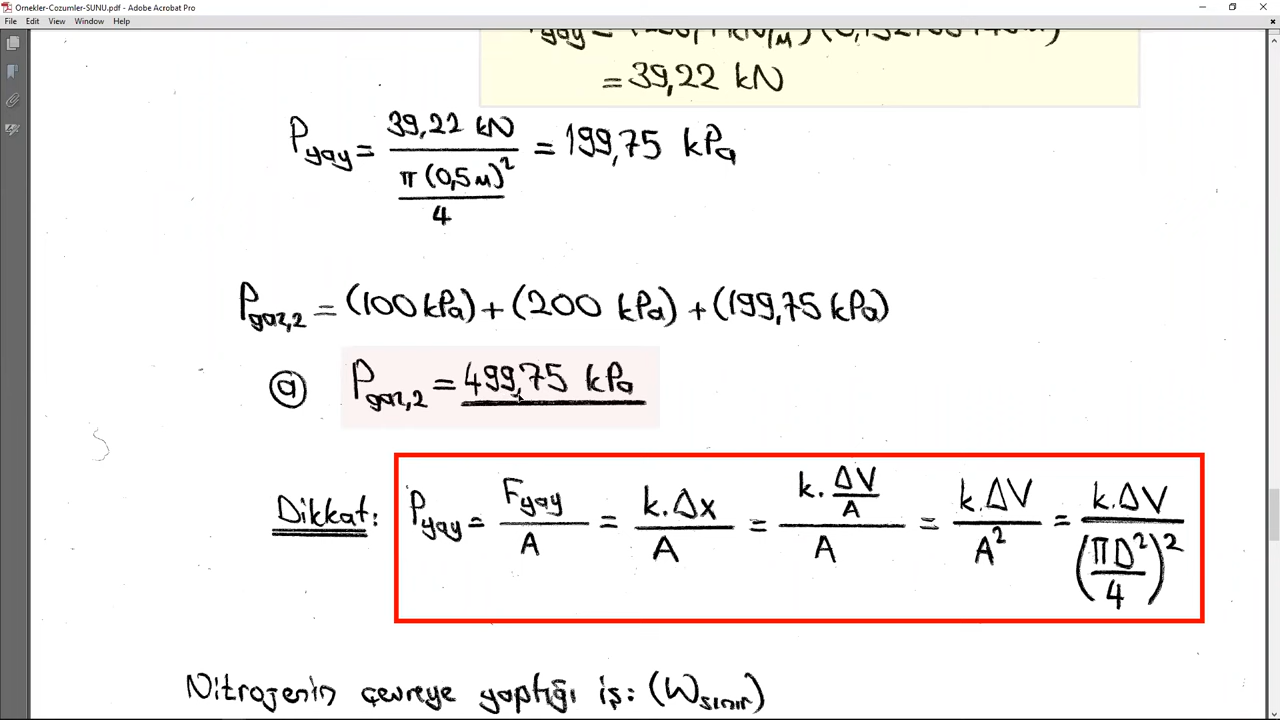 Ornekler-Cozumler-SUNU.pdf - Adobe Acrobat Pro
File Edit View Window Help
= 39,22 kN
P_yay = 39,22 kN / (π (0,5 m)² / 4) = 199,75 kPa
P_gaz,2 = (100 kPa) + (200 kPa) + (199,75 kPa)
ⓐ P_gaz,2 = 499,75 kPa
Dikkat: P_yay = F_yay / A = k.Δx / A = k.(ΔV/A) / A = k.ΔV / A² = k.ΔV / (πD²/4)²
Nitrojenin çevreye yaptığı iş: (W_sınır)